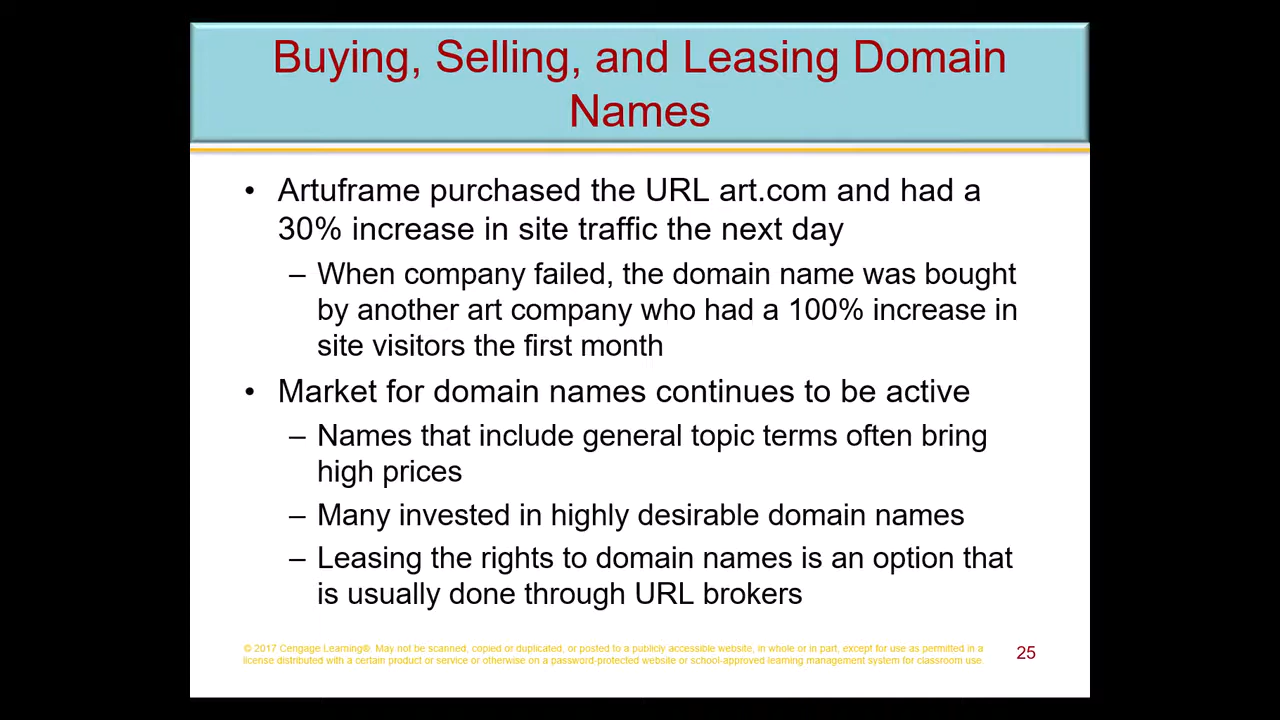 Buying, Selling, and Leasing Domain
Names
• Artuframe purchased the URL art.com and had a
30% increase in site traffic the next day
– When company failed, the domain name was bought
by another art company who had a 100% increase in
site visitors the first month
• Market for domain names continues to be active
– Names that include general topic terms often bring
high prices
– Many invested in highly desirable domain names
– Leasing the rights to domain names is an option that
is usually done through URL brokers
© 2017 Cengage Learning®. May not be scanned, copied or duplicated, or posted to a publicly accessible website, in whole or in part, except for use as permitted in a
license distributed with a certain product or service or otherwise on a password-protected website or school-approved learning management system for classroom use.
25